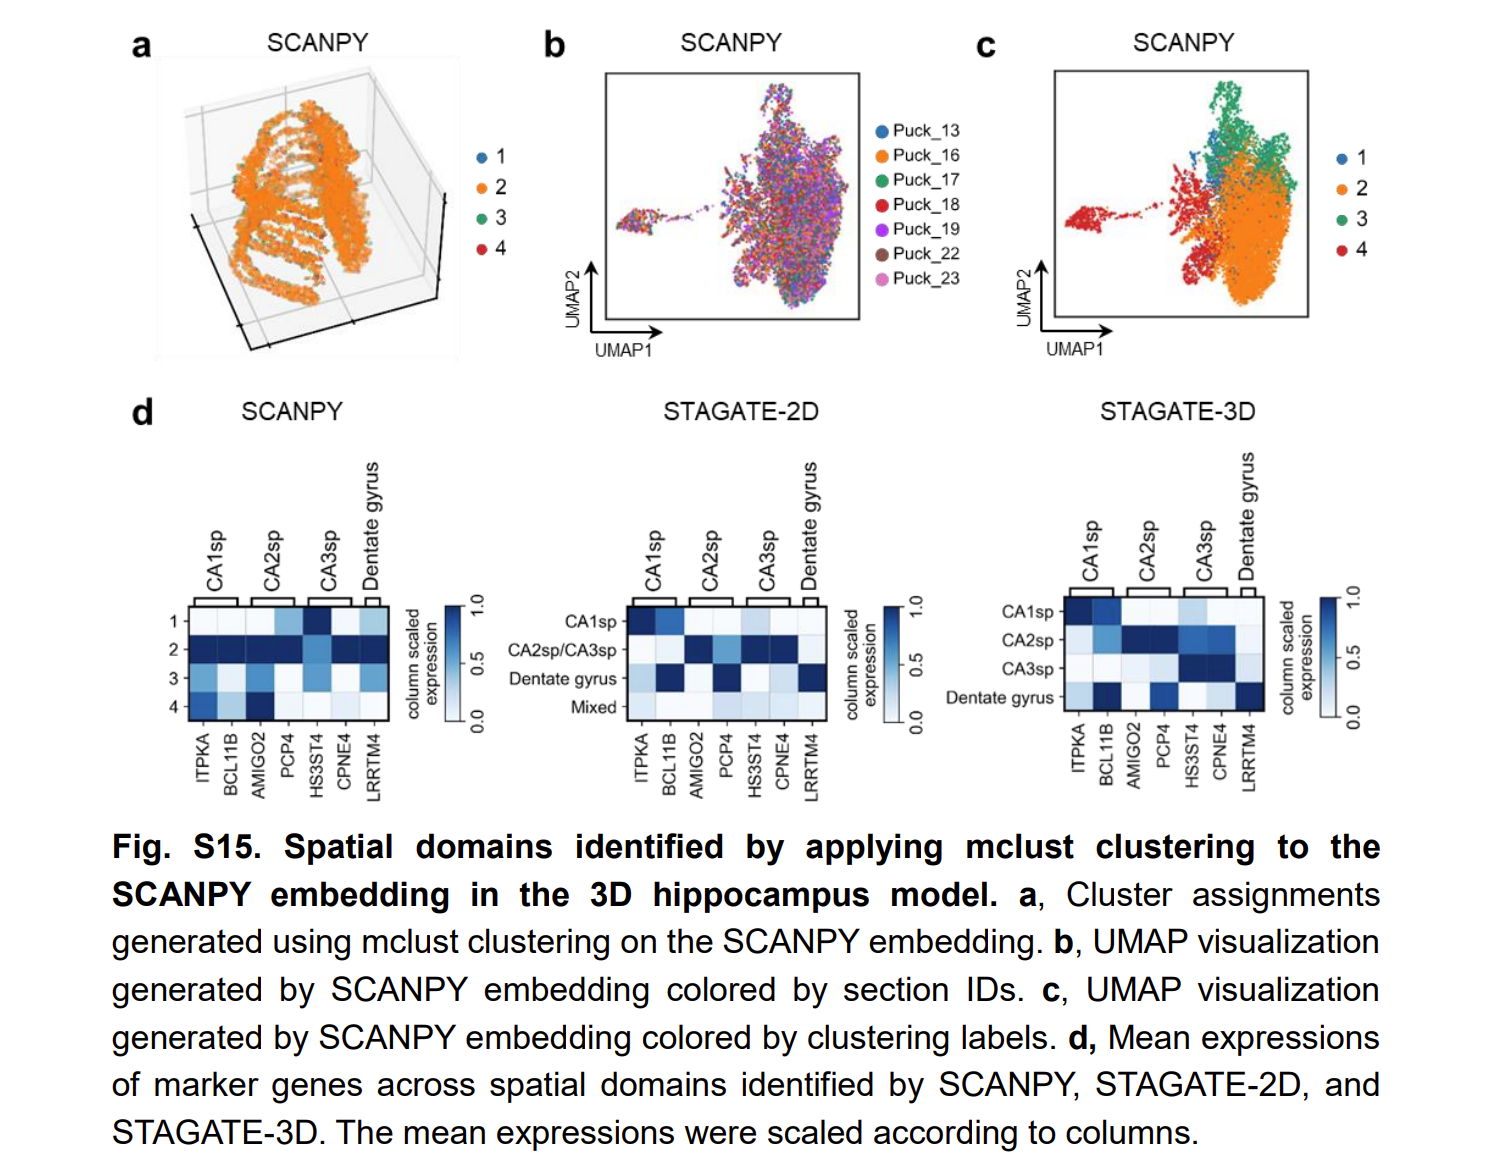 a
SCANPY
1
2
3
4
b
SCANPY
Puck_13
Puck_16
Puck_17
Puck_18
Puck_19
Puck_22
Puck_23
UMAP2
UMAP1
c
SCANPY
1
2
3
4
UMAP2
UMAP1
d
SCANPY
CA1sp
CA2sp
CA3sp
Dentate gyrus
1
2
3
4
ITPKA
BCL11B
AMIGO2
PCP4
HS3ST4
CPNE4
LRRTM4
column scaled
expression
1.0
0.5
0.0
STAGATE-2D
CA1sp
CA2sp
CA3sp
Dentate gyrus
CA1sp
CA2sp/CA3sp
Dentate gyrus
Mixed
ITPKA
BCL11B
AMIGO2
PCP4
HS3ST4
CPNE4
LRRTM4
column scaled
expression
1.0
0.5
0.0
STAGATE-3D
CA1sp
CA2sp
CA3sp
Dentate gyrus
CA1sp
CA2sp
CA3sp
Dentate gyrus
ITPKA
BCL11B
AMIGO2
PCP4
HS3ST4
CPNE4
LRRTM4
column scaled
expression
1.0
0.5
0.0
Fig. S15. Spatial domains identified by applying mclust clustering to the
SCANPY embedding in the 3D hippocampus model. a, Cluster assignments
generated using mclust clustering on the SCANPY embedding. b, UMAP visualization
generated by SCANPY embedding colored by section IDs. c, UMAP visualization
generated by SCANPY embedding colored by clustering labels. d, Mean expressions
of marker genes across spatial domains identified by SCANPY, STAGATE-2D, and
STAGATE-3D. The mean expressions were scaled according to columns.